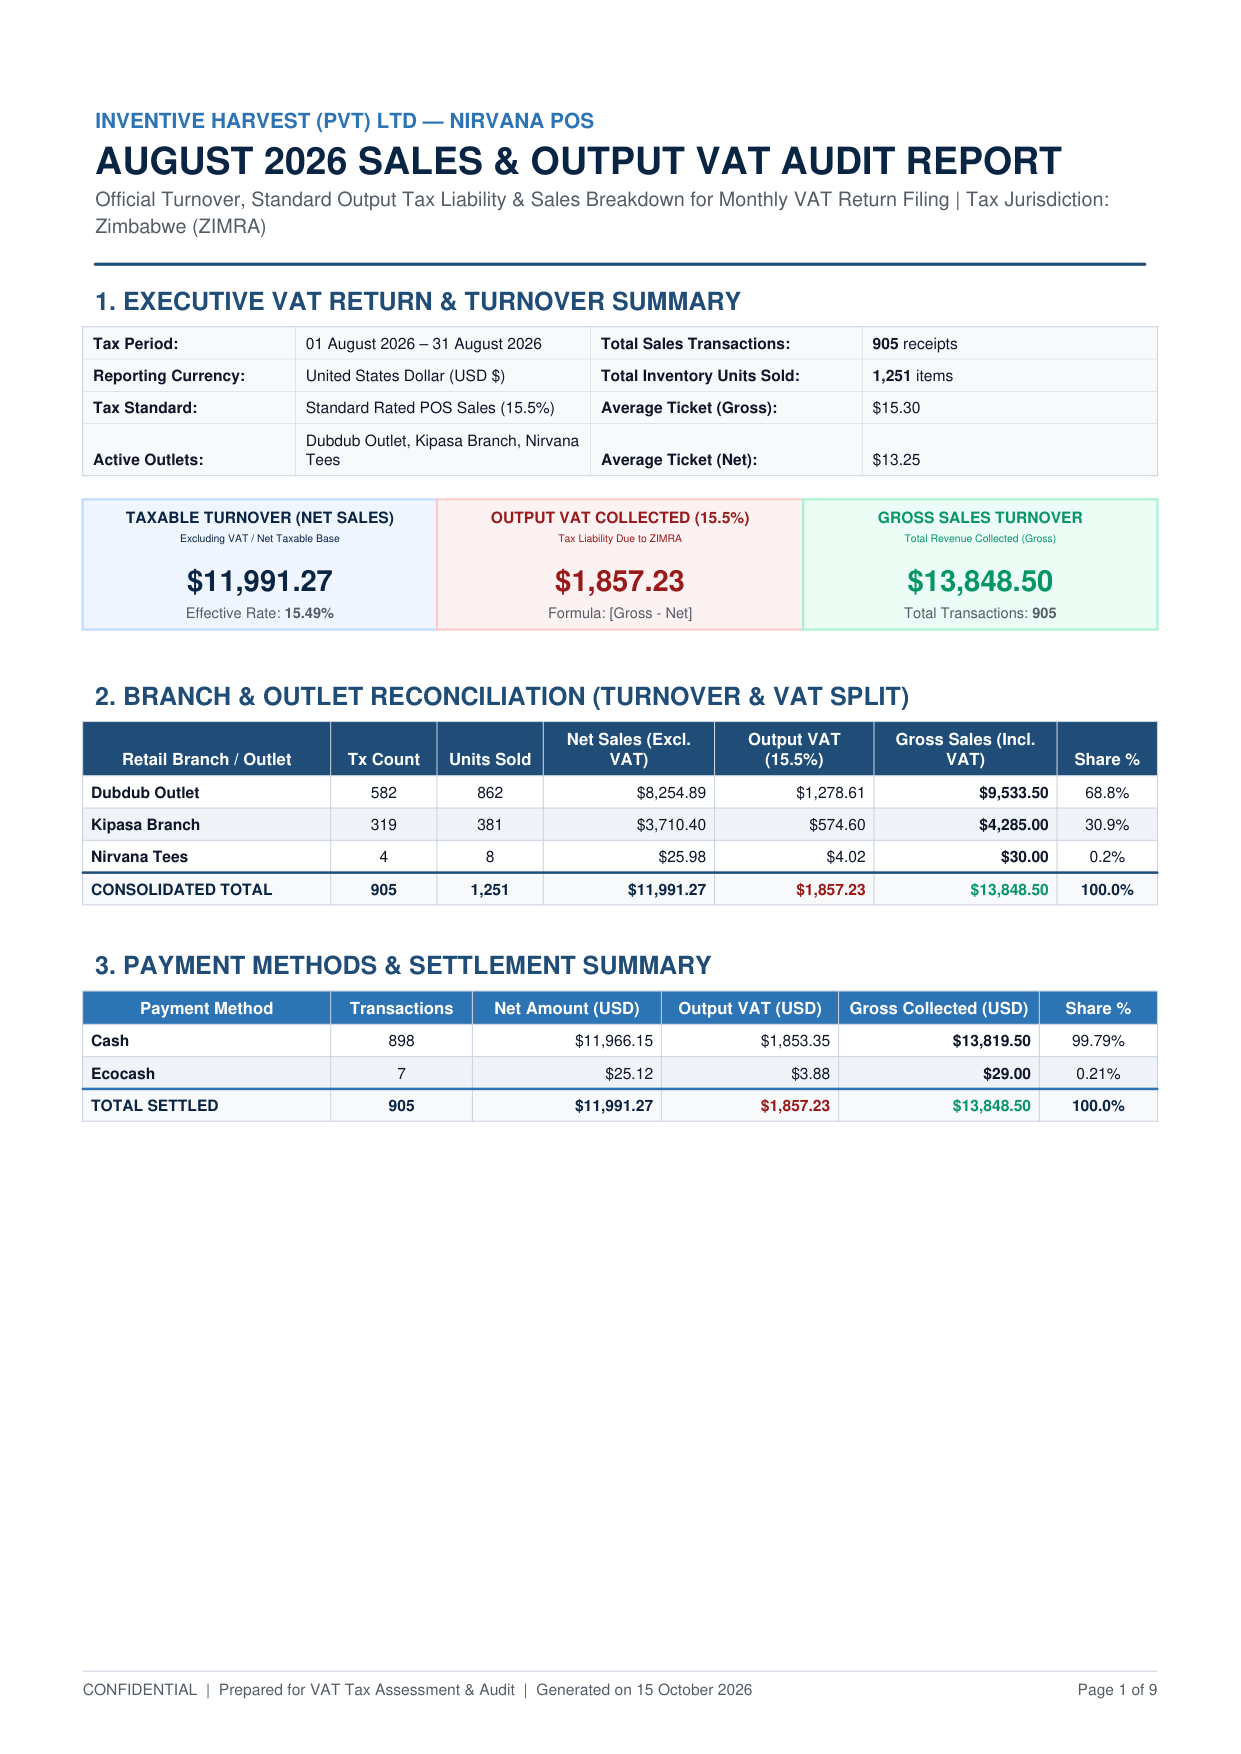 INVENTIVE HARVEST (PVT) LTD — NIRVANA POS
AUGUST 2026 SALES & OUTPUT VAT AUDIT REPORT
Official Turnover, Standard Output Tax Liability & Sales Breakdown for Monthly VAT Return Filing | Tax Jurisdiction:
Zimbabwe (ZIMRA)
1. EXECUTIVE VAT RETURN & TURNOVER SUMMARY
Tax Period: 01 August 2026 – 31 August 2026 Total Sales Transactions: 905 receipts
Reporting Currency: United States Dollar (USD $) Total Inventory Units Sold: 1,251 items
Tax Standard: Standard Rated POS Sales (15.5%) Average Ticket (Gross): $15.30
Dubdub Outlet, Kipasa Branch, Nirvana
Active Outlets: Tees Average Ticket (Net): $13.25
TAXABLE TURNOVER (NET SALES) OUTPUT VAT COLLECTED (15.5%) GROSS SALES TURNOVER
Excluding VAT / Net Taxable Base Tax Liability Due to ZIMRA Total Revenue Collected (Gross)
$11,991.27 $1,857.23 $13,848.50
Effective Rate: 15.49% Formula: [Gross - Net] Total Transactions: 905
2. BRANCH & OUTLET RECONCILIATION (TURNOVER & VAT SPLIT)
Net Sales (Excl. Output VAT Gross Sales (Incl.
Retail Branch / Outlet Tx Count Units Sold VAT) (15.5%) VAT) Share %
Dubdub Outlet 582 862 $8,254.89 $1,278.61 $9,533.50 68.8%
Kipasa Branch 319 381 $3,710.40 $574.60 $4,285.00 30.9%
Nirvana Tees 4 8 $25.98 $4.02 $30.00 0.2%
CONSOLIDATED TOTAL 905 1,251 $11,991.27 $1,857.23 $13,848.50 100.0%
3. PAYMENT METHODS & SETTLEMENT SUMMARY
Payment Method Transactions Net Amount (USD) Output VAT (USD) Gross Collected (USD) Share %
Cash 898 $11,966.15 $1,853.35 $13,819.50 99.79%
Ecocash 7 $25.12 $3.88 $29.00 0.21%
TOTAL SETTLED 905 $11,991.27 $1,857.23 $13,848.50 100.0%
CONFIDENTIAL | Prepared for VAT Tax Assessment & Audit | Generated on 15 October 2026 Page 1 of 9